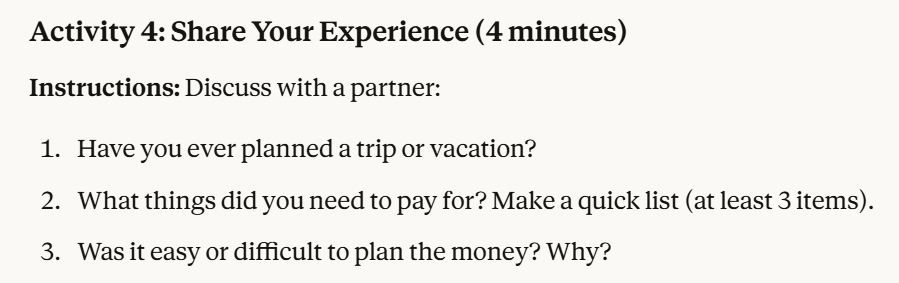 Activity 4: Share Your Experience (4 minutes)
Instructions: Discuss with a partner:
1. Have you ever planned a trip or vacation?
2. What things did you need to pay for? Make a quick list (at least 3 items).
3. Was it easy or difficult to plan the money? Why?